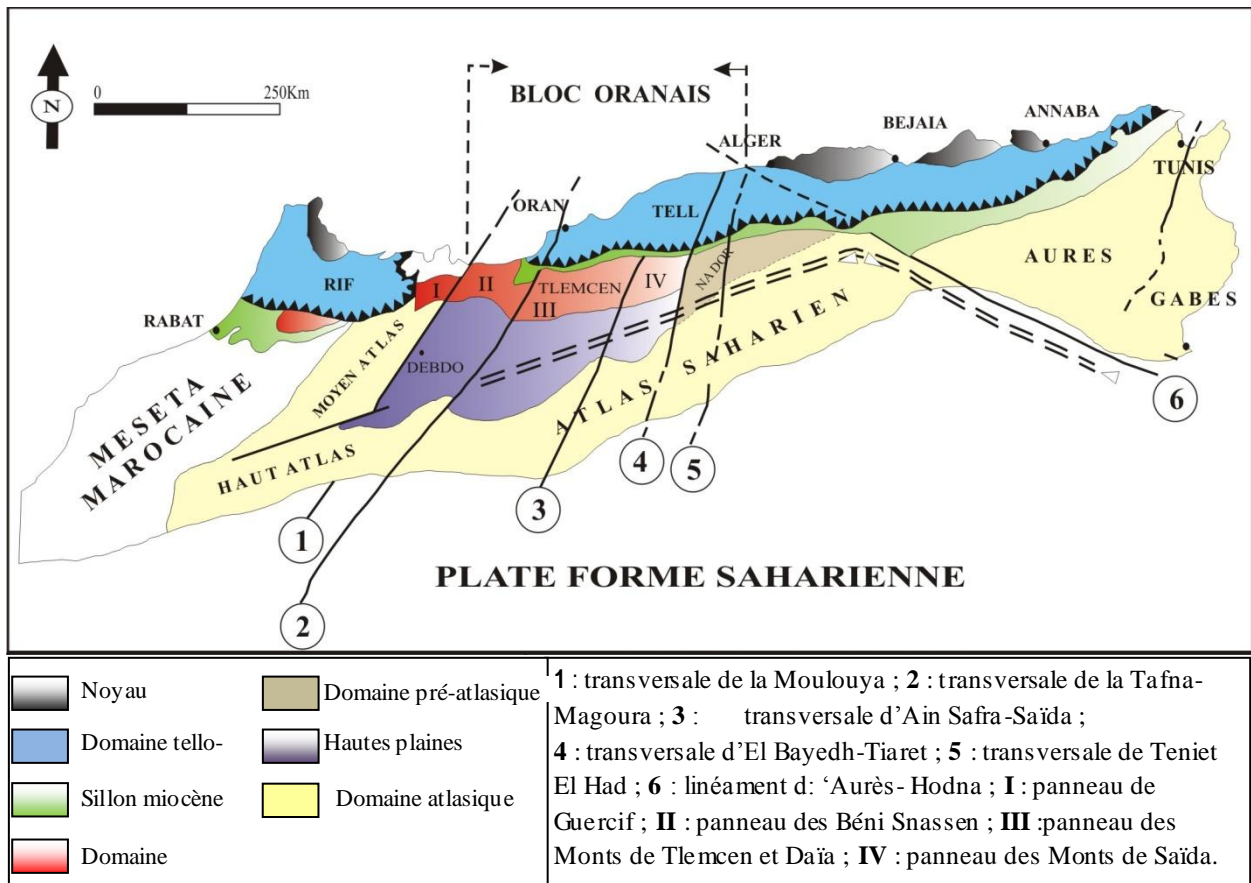 N
0 250Km
BLOC ORANAIS
ALGER
BEJAIA
ANNABA
TUNIS
ORAN
TELL
AURES
GABES
RIF
RABAT
I
II
III
TLEMCEN
IV
NADOR
DEBDO
MOYEN ATLAS
HAUT ATLAS
ATLAS SAHARIEN
MESETA
MAROCAINE
1
2
3
4
5
6
PLATE FORME SAHARIENNE
Noyau
Domaine tello-
Sillon miocène
Domaine
Domaine pré-atlasique
Hautes plaines
Domaine atlasique
1 : transversale de la Moulouya ; 2 : transversale de la Tafna-
Magoura ; 3 : transversale d'Ain Safra-Saïda ;
4 : transversale d'El Bayedh-Tiaret ; 5 : transversale de Teniet
El Had ; 6 : linéament d: ‘Aurès- Hodna ; I : panneau de
Guercif ; II : panneau des Béni Snassen ; III :panneau des
Monts de Tlemcen et Daïa ; IV : panneau des Monts de Saïda.